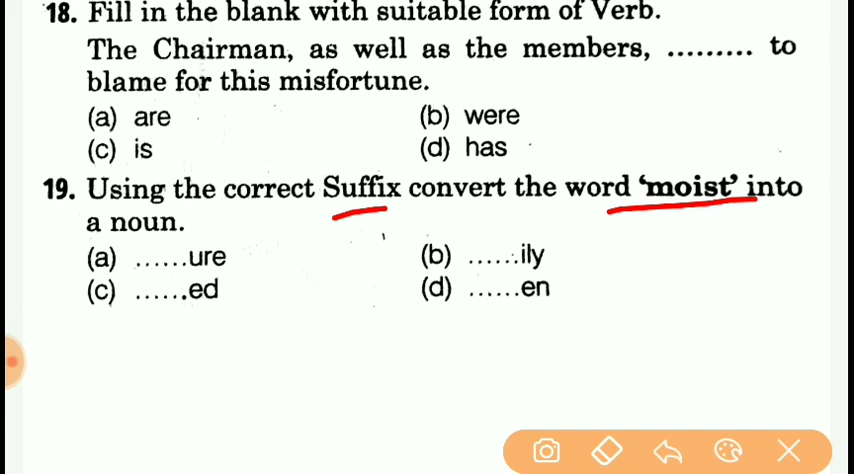 18. Fill in the blank with suitable form of Verb.
The Chairman, as well as the members, ......... to
blame for this misfortune.
(a) are (b) were
(c) is (d) has
19. Using the correct Suffix convert the word ‘moist’ into
a noun.
(a) ......ure (b) ......ily
(c) ......ed (d) ......en